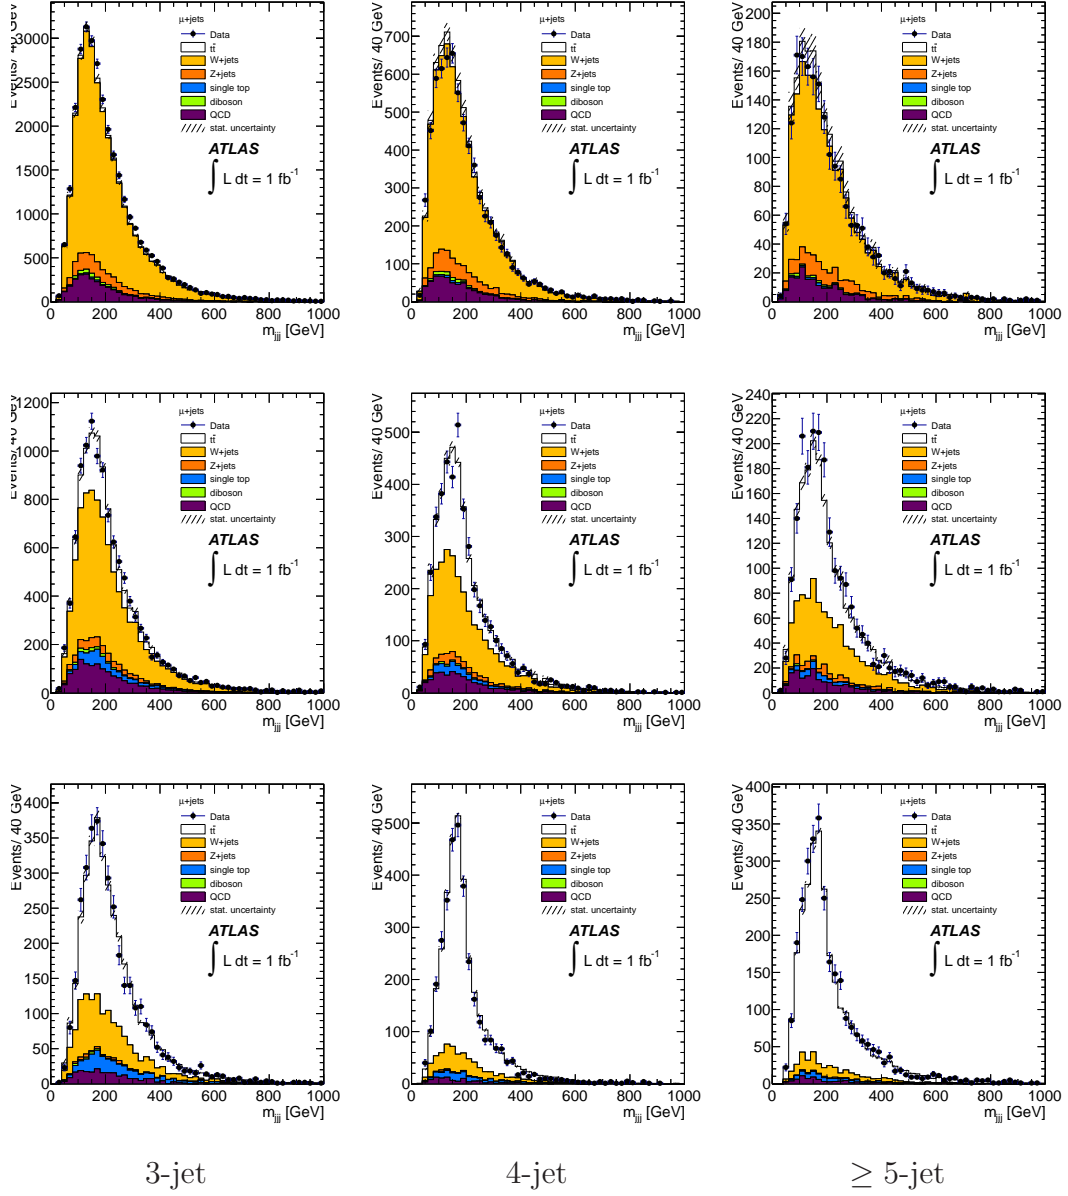 Events/ 40 GeV
3000
2500
2000
1500
1000
500
0
0 200 400 600 800 1000
m_jjj [GeV]
μ+jets
Data
tt̄
W+jets
Z+jets
single top
diboson
QCD
stat. uncertainty
ATLAS
∫ L dt = 1 fb⁻¹
Events/ 40 GeV
700
600
500
400
300
200
100
0
0 200 400 600 800 1000
m_jjj [GeV]
μ+jets
Data
tt̄
W+jets
Z+jets
single top
diboson
QCD
stat. uncertainty
ATLAS
∫ L dt = 1 fb⁻¹
Events/ 40 GeV
200
180
160
140
120
100
80
60
40
20
0
0 200 400 600 800 1000
m_jjj [GeV]
μ+jets
Data
tt̄
W+jets
Z+jets
single top
diboson
QCD
stat. uncertainty
ATLAS
∫ L dt = 1 fb⁻¹
Events/ 40 GeV
1200
1000
800
600
400
200
0
0 200 400 600 800 1000
m_jjj [GeV]
μ+jets
Data
tt̄
W+jets
Z+jets
single top
diboson
QCD
stat. uncertainty
ATLAS
∫ L dt = 1 fb⁻¹
Events/ 40 GeV
500
400
300
200
100
0
0 200 400 600 800 1000
m_jjj [GeV]
μ+jets
Data
tt̄
W+jets
Z+jets
single top
diboson
QCD
stat. uncertainty
ATLAS
∫ L dt = 1 fb⁻¹
Events/ 40 GeV
240
220
200
180
160
140
120
100
80
60
40
20
0
0 200 400 600 800 1000
m_jjj [GeV]
μ+jets
Data
tt̄
W+jets
Z+jets
single top
diboson
QCD
stat. uncertainty
ATLAS
∫ L dt = 1 fb⁻¹
Events/ 40 GeV
400
350
300
250
200
150
100
50
0
0 200 400 600 800 1000
m_jjj [GeV]
μ+jets
Data
tt̄
W+jets
Z+jets
single top
diboson
QCD
stat. uncertainty
ATLAS
∫ L dt = 1 fb⁻¹
Events/ 40 GeV
500
400
300
200
100
0
0 200 400 600 800 1000
m_jjj [GeV]
μ+jets
Data
tt̄
W+jets
Z+jets
single top
diboson
QCD
stat. uncertainty
ATLAS
∫ L dt = 1 fb⁻¹
Events/ 40 GeV
400
350
300
250
200
150
100
50
0
0 200 400 600 800 1000
m_jjj [GeV]
μ+jets
Data
tt̄
W+jets
Z+jets
single top
diboson
QCD
stat. uncertainty
ATLAS
∫ L dt = 1 fb⁻¹
3-jet 4-jet ≥ 5-jet